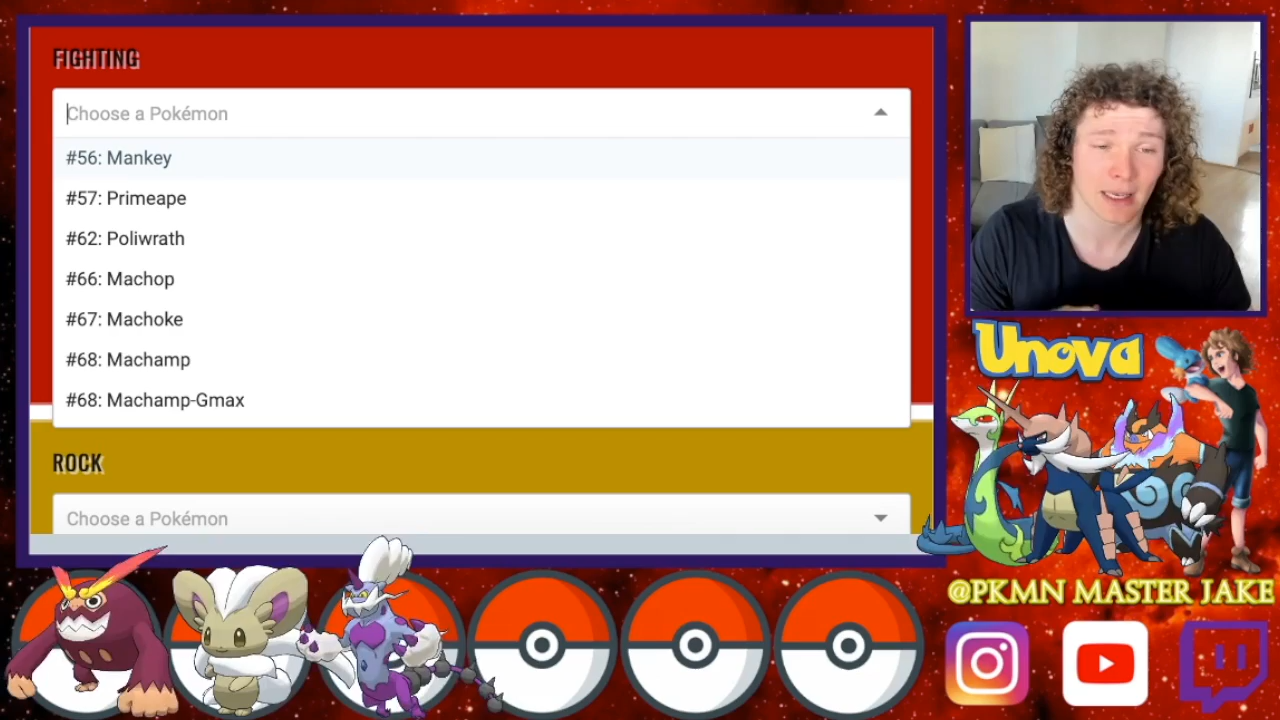 FIGHTING
Choose a Pokémon
#56: Mankey
#57: Primeape
#62: Poliwrath
#66: Machop
#67: Machoke
#68: Machamp
#68: Machamp-Gmax
ROCK
Choose a Pokémon
Unova
@PKMN MASTER JAKE